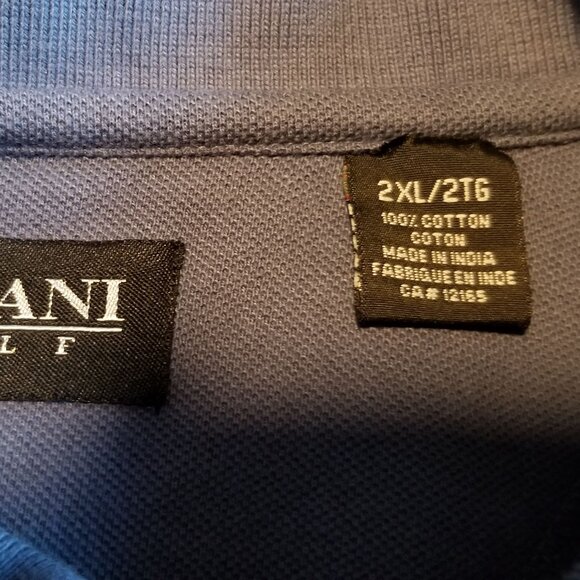 ANI
L F
2XL/2TG
100% COTTON
COTON
MADE IN INDIA
FABRIQUE EN INDE
CA# 12165